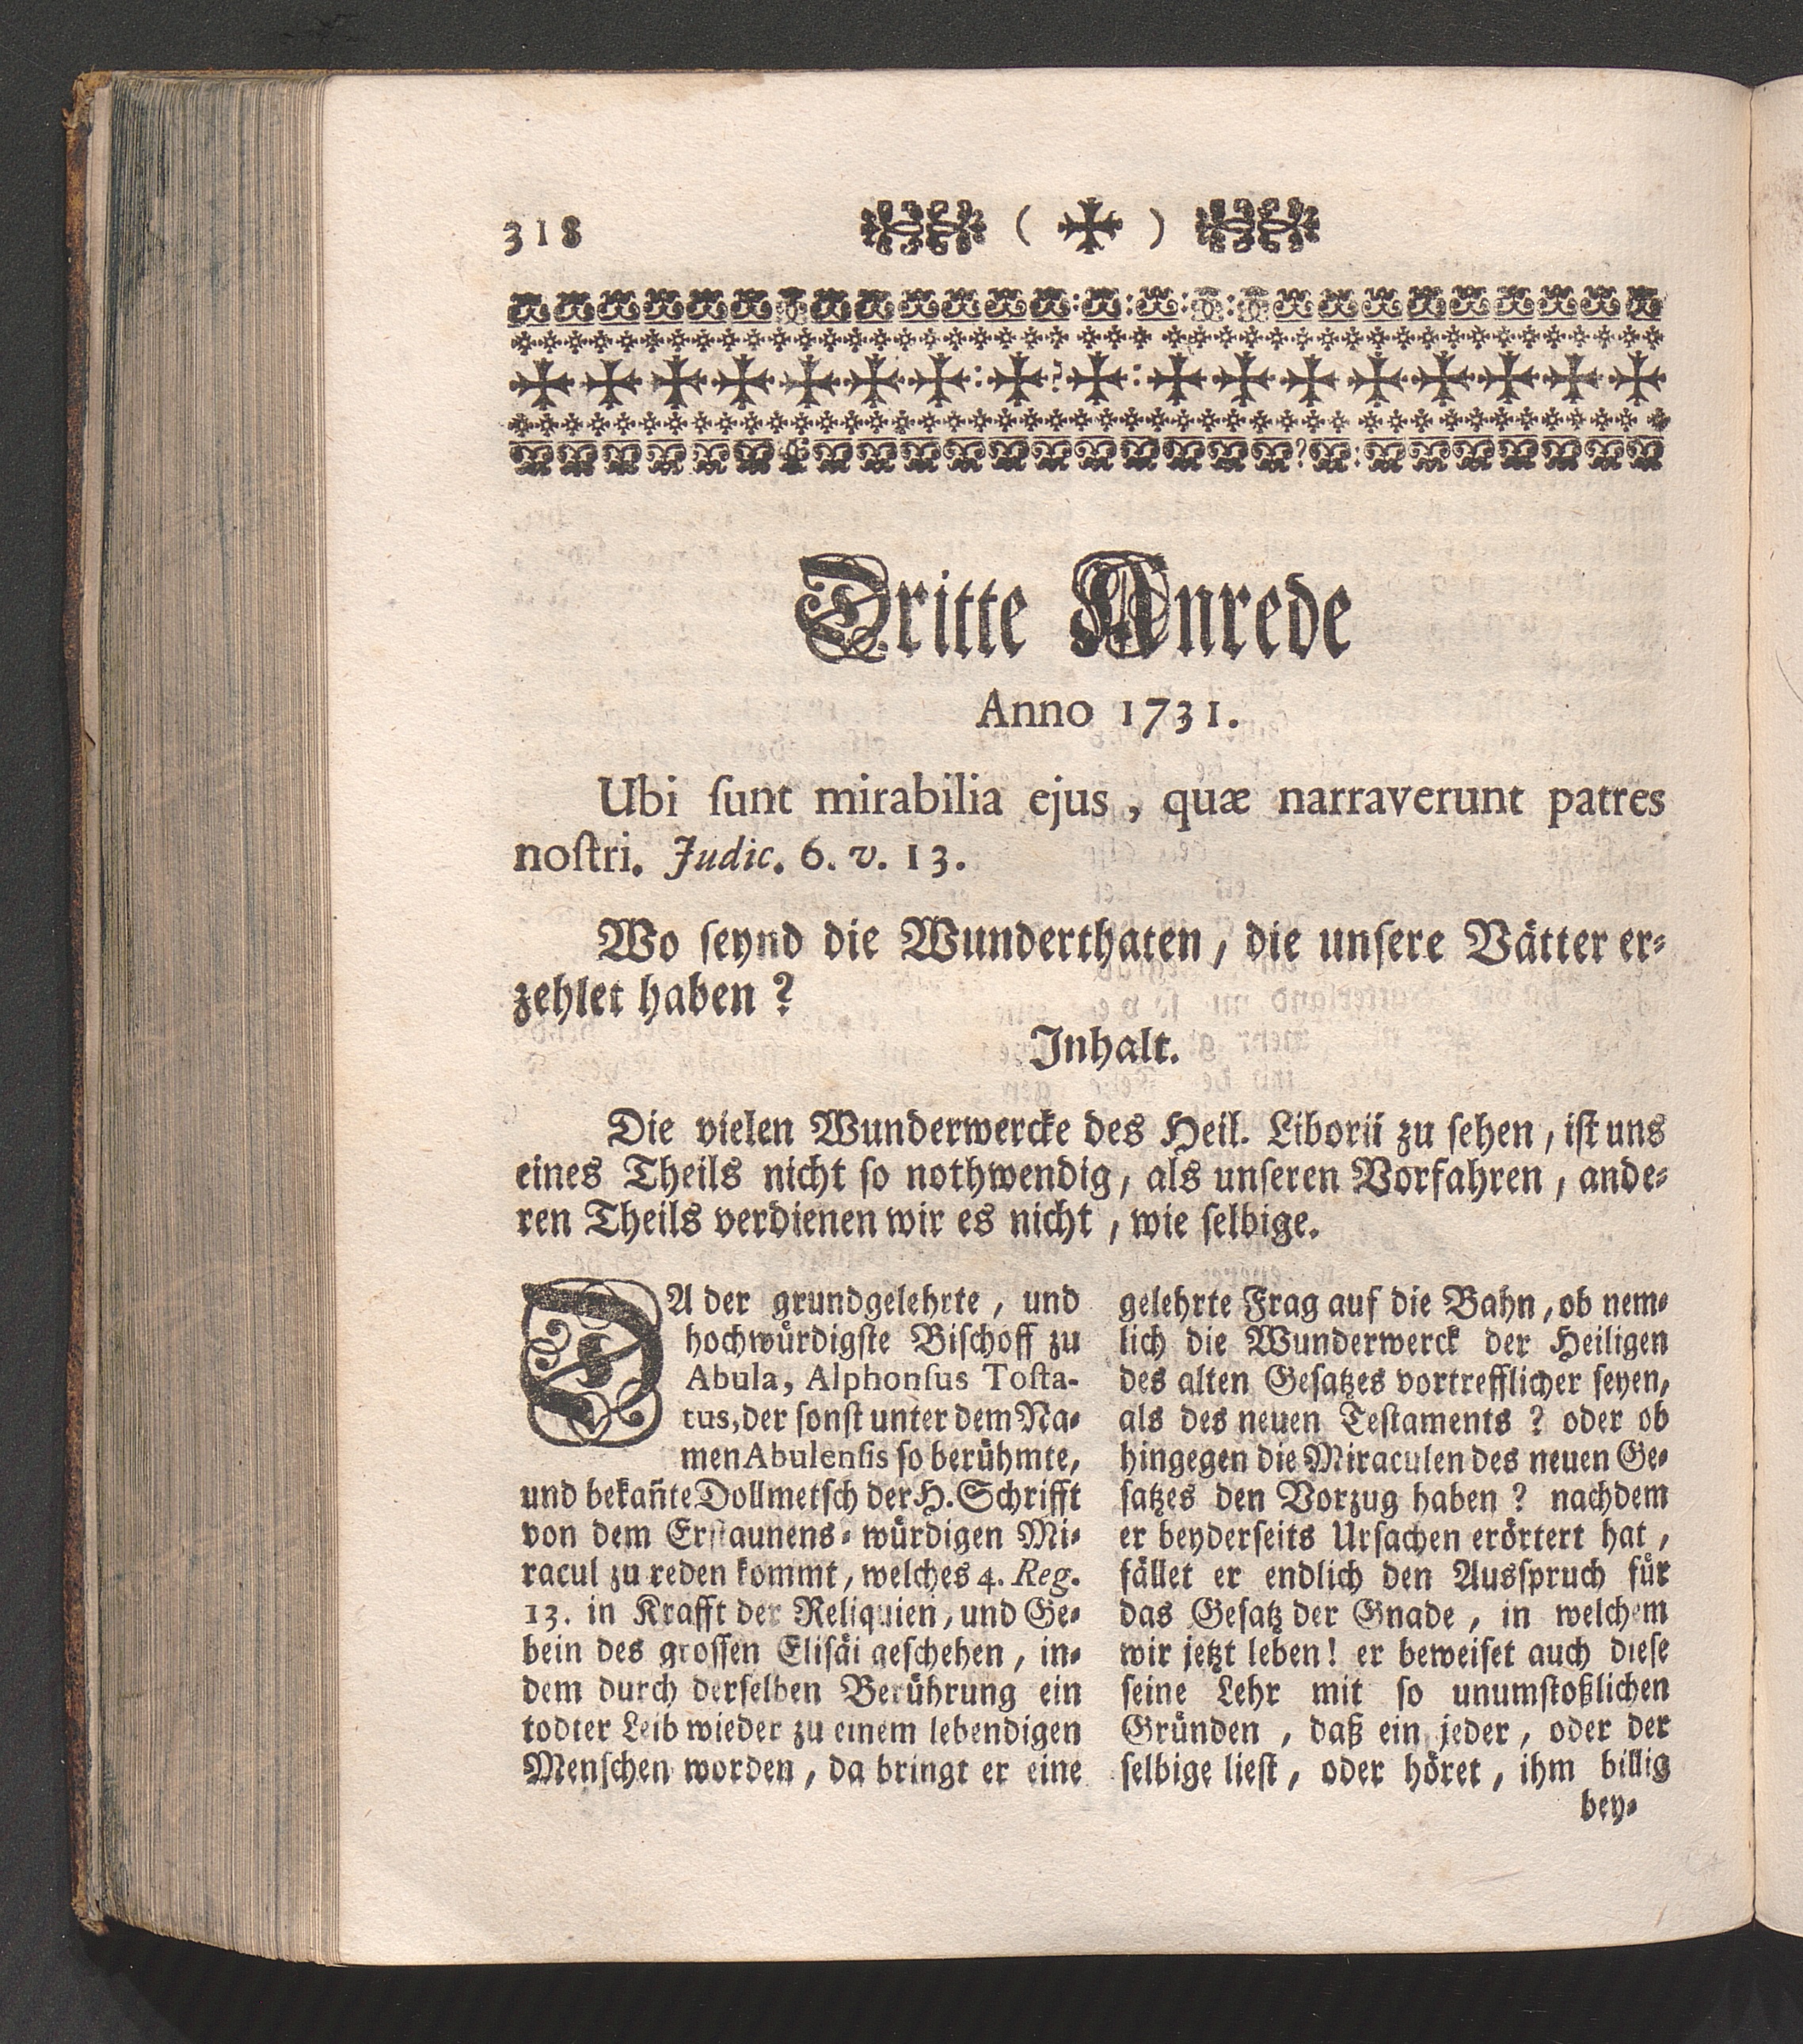 318 ( )
Dritte Anrede
Anno 1731.
Ubi ſunt mirabilia ejus, quæ narraverunt patres
noſtri. Judic. 6. v. 13.
Wo ſeynd die Wunderthaten, die unſere Vätter er-
zehlet haben?
Inhalt.
Die vielen Wunderwercke des Heil. Liborii zu ſehen, iſt uns
eines Theils nicht ſo nothwendig, als unſeren Vorfahren, ande-
ren Theils verdienen wir es nicht, wie ſelbige.
DA der grundgelehrte, und
hochwürdigſte Biſchoff zu
Abula, Alphonſus Toſta-
tus, der ſonſt unter dem Na-
men Abulenſis ſo berühmte,
und bekañte Dollmetſch der H. Schrifft
von dem Erſtaunens-würdigen Mi-
racul zu reden kommt, welches 4. Reg.
13. in Krafft der Reliquien, und Ge-
bein des groſſen Eliſäi geſchehen, in-
dem durch derſelben Berührung ein
todter Leib wieder zu einem lebendigen
Menſchen worden, da bringt er eine
gelehrte Frag auf die Bahn, ob nem-
lich die Wunderwerck der Heiligen
des alten Geſatzes vortrefflicher ſeyen,
als des neuen Teſtaments? oder ob
hingegen die Miraculen des neuen Ge-
ſatzes den Vorzug haben? nachdem
er beyderſeits Urſachen erörtert hat,
fället er endlich den Ausſpruch für
das Geſatz der Gnade, in welchem
wir jetzt leben! er beweiſet auch dieſe
ſeine Lehr mit ſo unumſtoßlichen
Gründen, daß ein jeder, oder der
ſelbige lieſt, oder höret, ihm billig
bey-